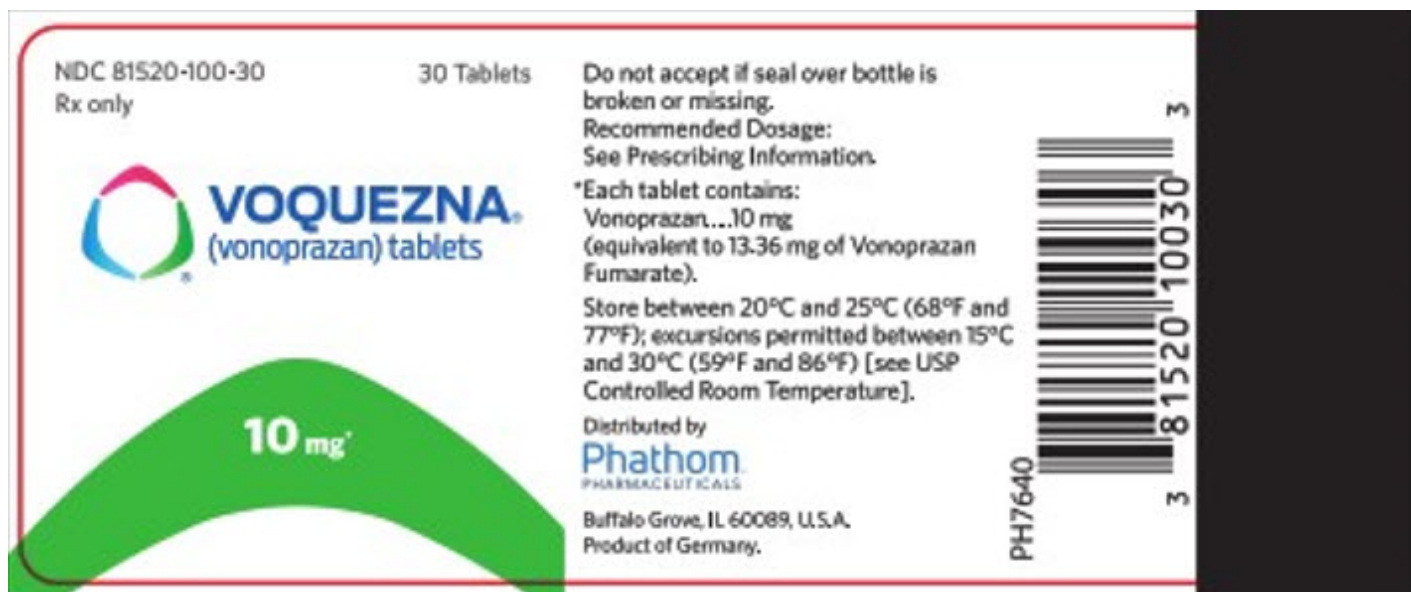 NDC 81520-100-30
30 Tablets
Rx only
VOQUEZNA®
(vonoprazan) tablets
®
10 mg*
Do not accept if seal over bottle is
broken or missing.
Recommended Dosage:
See Prescribing Information.
*Each tablet contains:
Vonoprazan....10 mg
(equivalent to 13.36 mg of Vonoprazan
Fumarate).
Store between 20°C and 25°C (68°F and
77°F); excursions permitted between 15°C
and 30°C (59°F and 86°F) [see USP
Controlled Room Temperature].
Distributed by
Phathom
PHARMACEUTICALS
Buffalo Grove, IL 60089, U.S.A.
Product of Germany.
PH7640
3 81520 10030 3